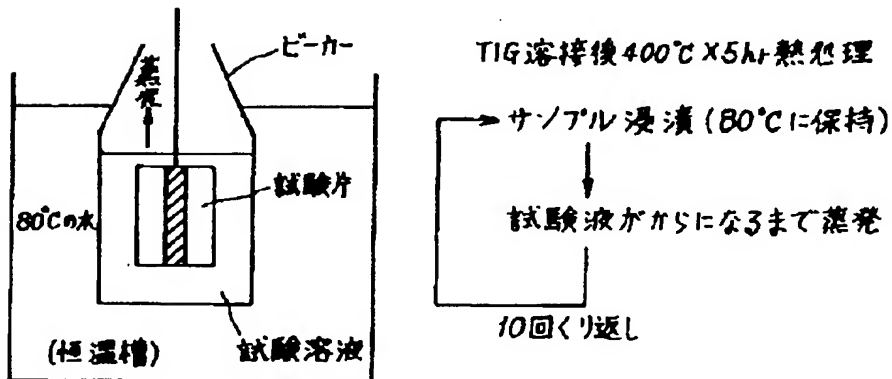 ビーカー
蒸発
試験片
80℃の水
(恒温槽)
試験溶液
TIG溶接後400℃×5hr熱処理
サンプル浸漬(80℃に保持)
試験液がからになるまで蒸発
10回くり返し